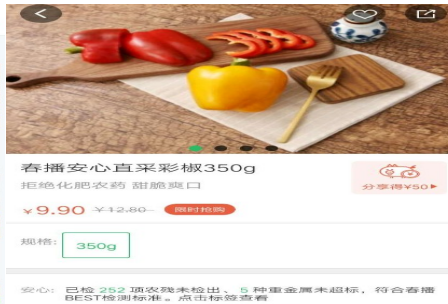 春播安心直采彩椒350g
拒绝化肥农药 甜脆爽口
分享得¥50
¥9.90 ¥12.80 限时抢购
规格: 350g
安心: 已检 252 项农残未检出、5 种重金属未超标，符合春播
BEST检测标准。点击标签查看